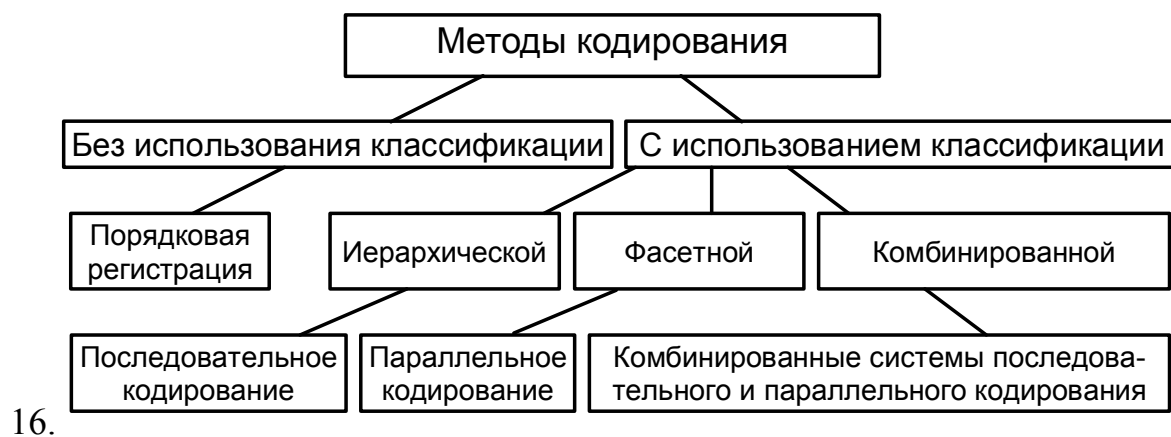 Методы кодирования
Без использования классификации
С использованием классификации
Порядковая
регистрация
Иерархической
Фасетной
Комбинированной
Последовательное
кодирование
Параллельное
кодирование
Комбинированные системы последова-
тельного и параллельного кодирования
16.